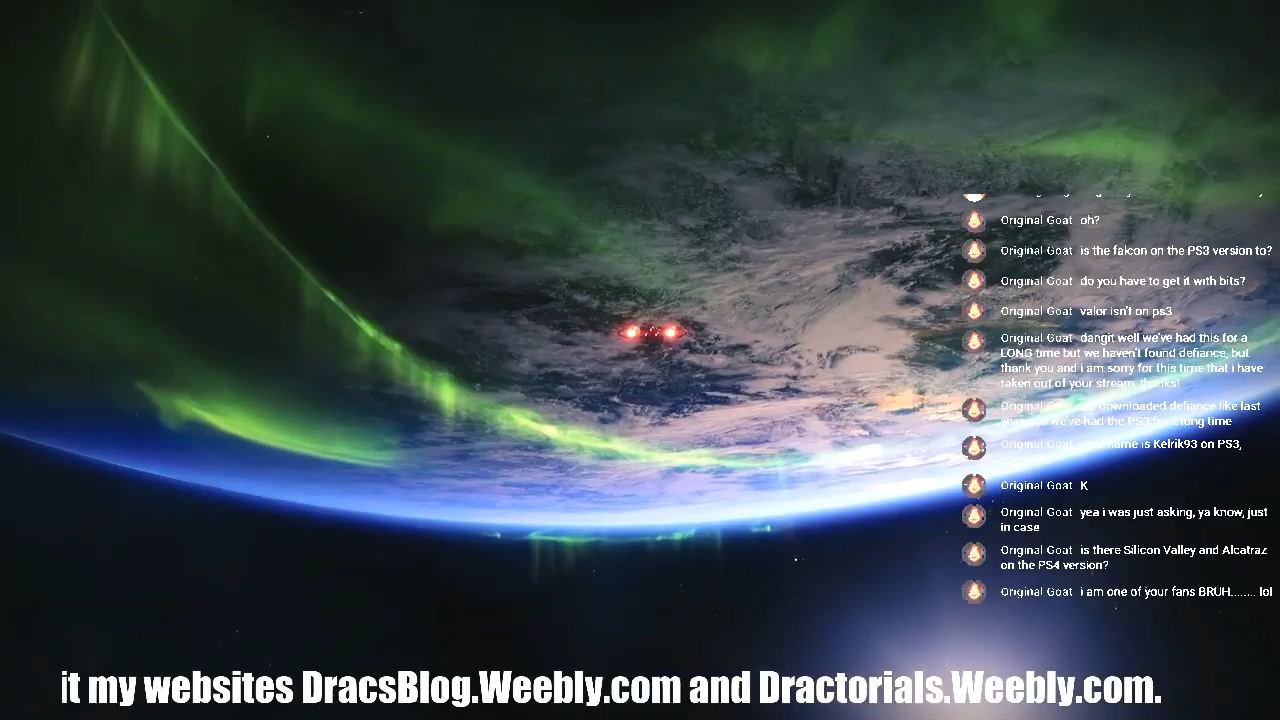 Original Goat oh?
Original Goat is the falcon on the PS3 version to?
Original Goat do you have to get it with bits?
Original Goat valor isn't on ps3
Original Goat dangit well we've had this for a
LONG time but we haven't found defiance, but
thank you and i am sorry for this time that i have
taken out of your stream, thanks!
Original Goat downloaded defiance like last
we've had the PS3 long time
Original Goat name is Kelrik93 on PS3,
Original Goat K
Original Goat yea i was just asking, ya know, just
in case
Original Goat is there Silicon Valley and Alcatraz
on the PS4 version?
Original Goat i am one of your fans BRUH........ lol
it my websites DracsBlog.Weebly.com and Dractorials.Weebly.com.